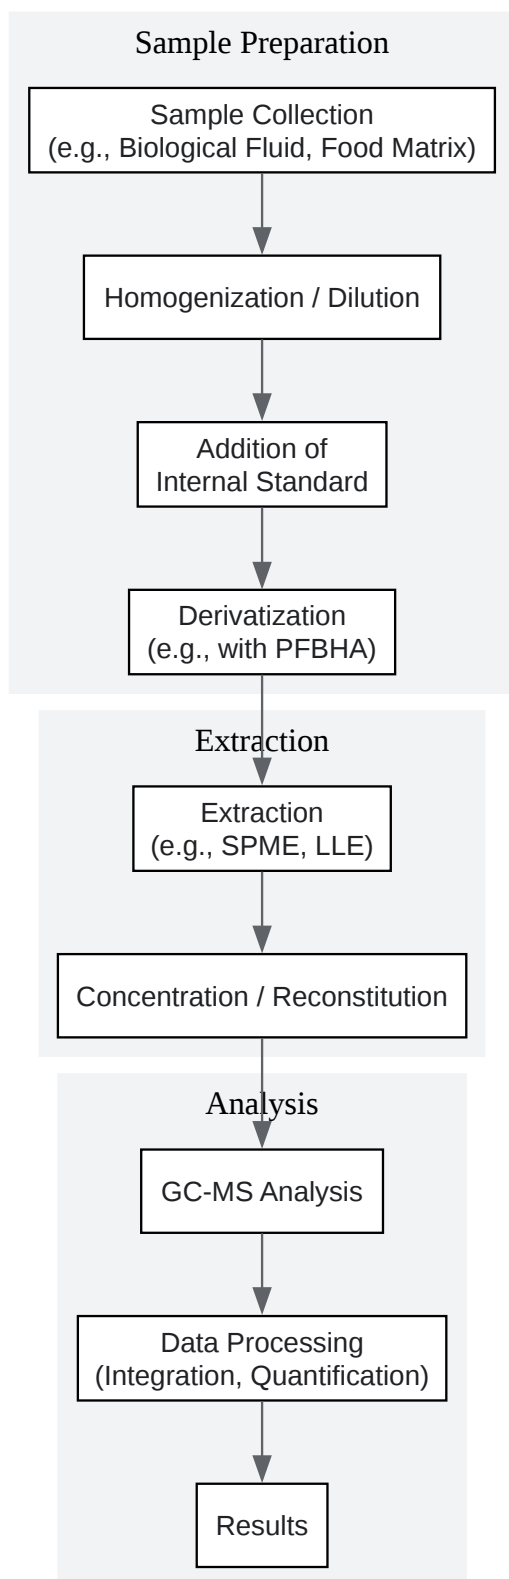 Sample Preparation
Sample Collection
(e.g., Biological Fluid, Food Matrix)
Homogenization / Dilution
Addition of
Internal Standard
Derivatization
(e.g., with PFBHA)
Extraction
Extraction
(e.g., SPME, LLE)
Concentration / Reconstitution
Analysis
GC-MS Analysis
Data Processing
(Integration, Quantification)
Results